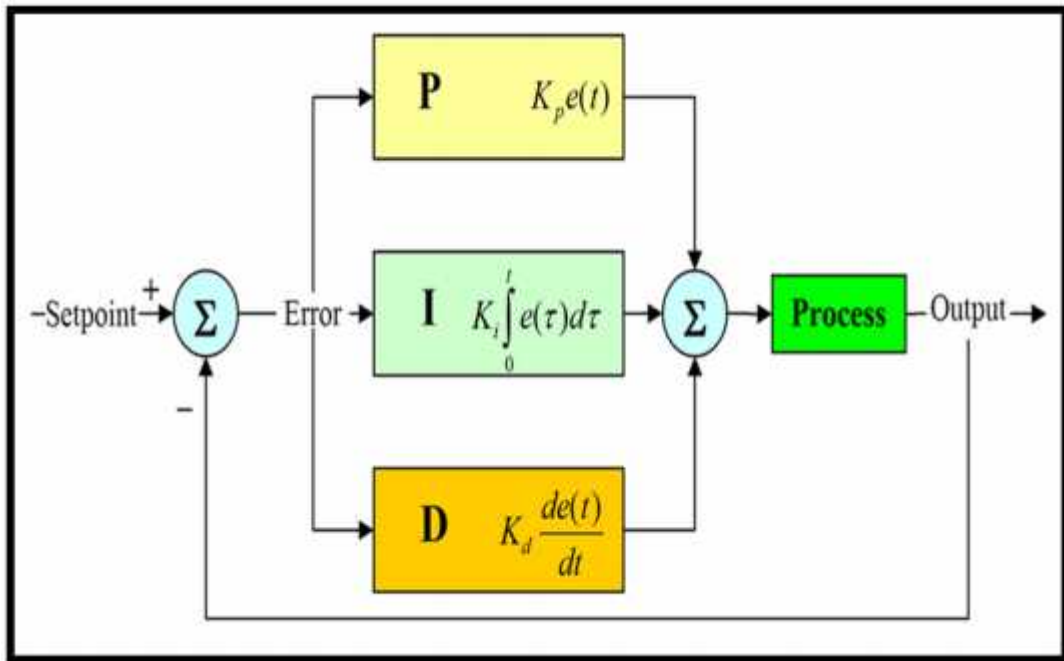 P K_p e(t)
Setpoint
+
−
Σ
Error
I K_i ∫_0^t e(τ)dτ
Σ
Process
Output
D K_d de(t)/dt